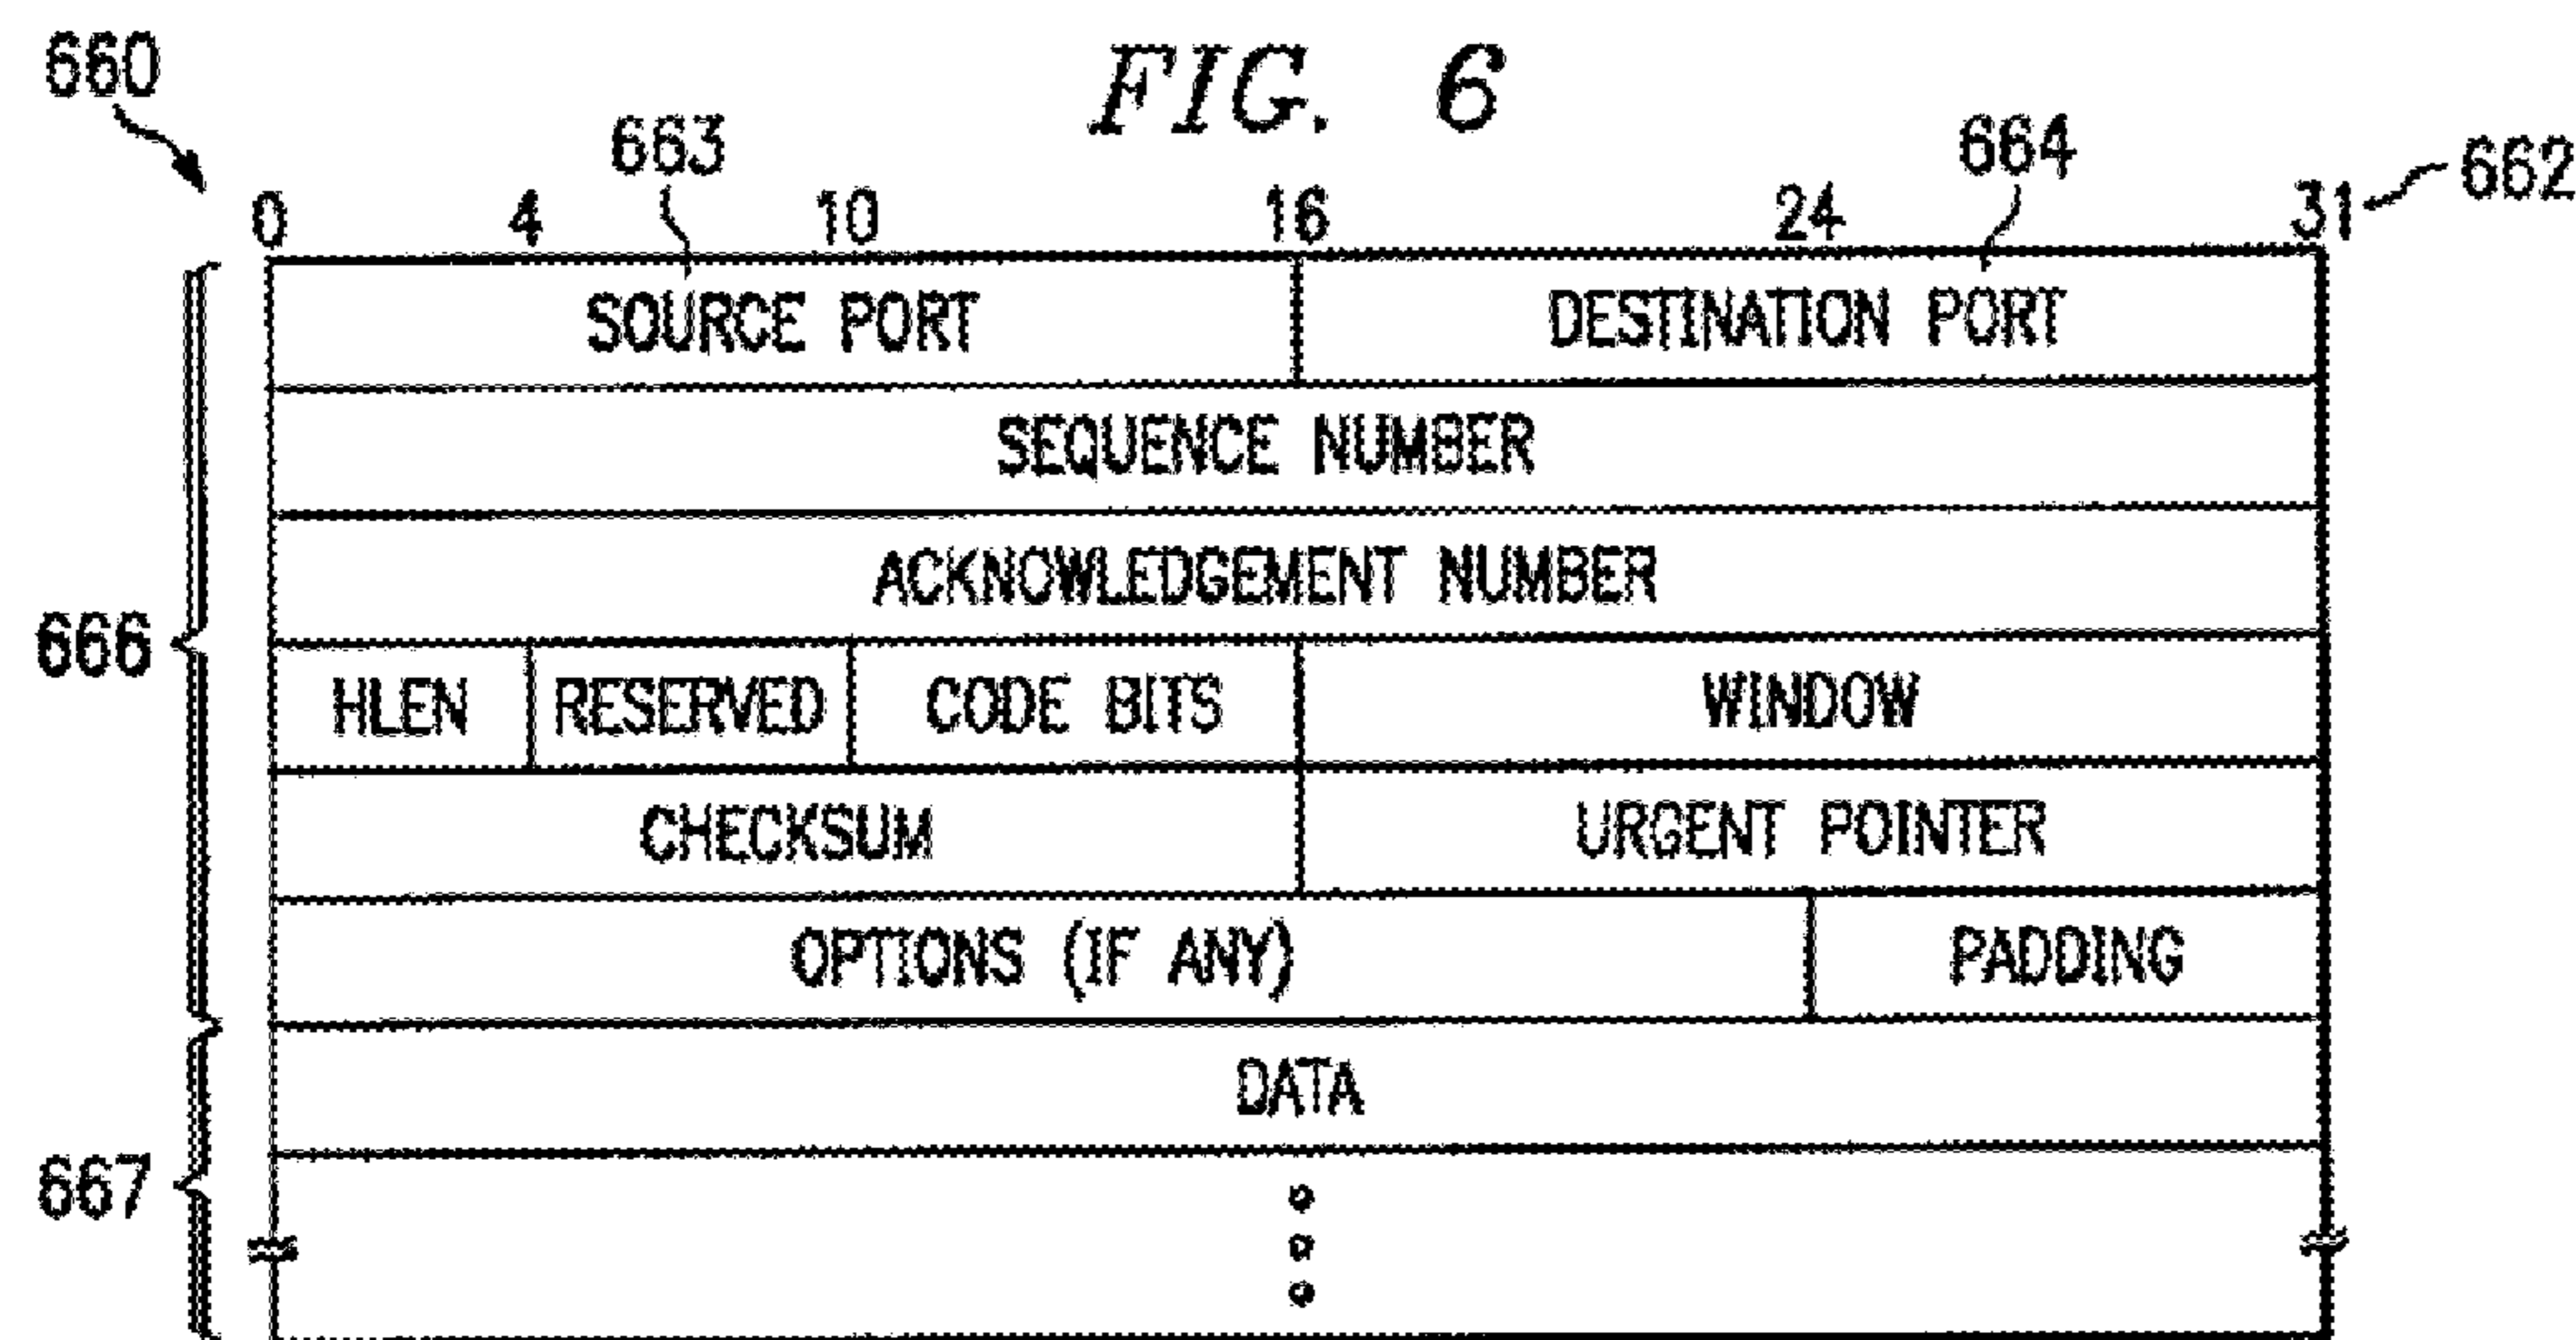 660
FIG. 6
663
664
662
0 4 10 16 24 31
SOURCE PORT DESTINATION PORT
SEQUENCE NUMBER
ACKNOWLEDGEMENT NUMBER
666
HLEN RESERVED CODE BITS WINDOW
CHECKSUM URGENT POINTER
OPTIONS (IF ANY) PADDING
DATA
667